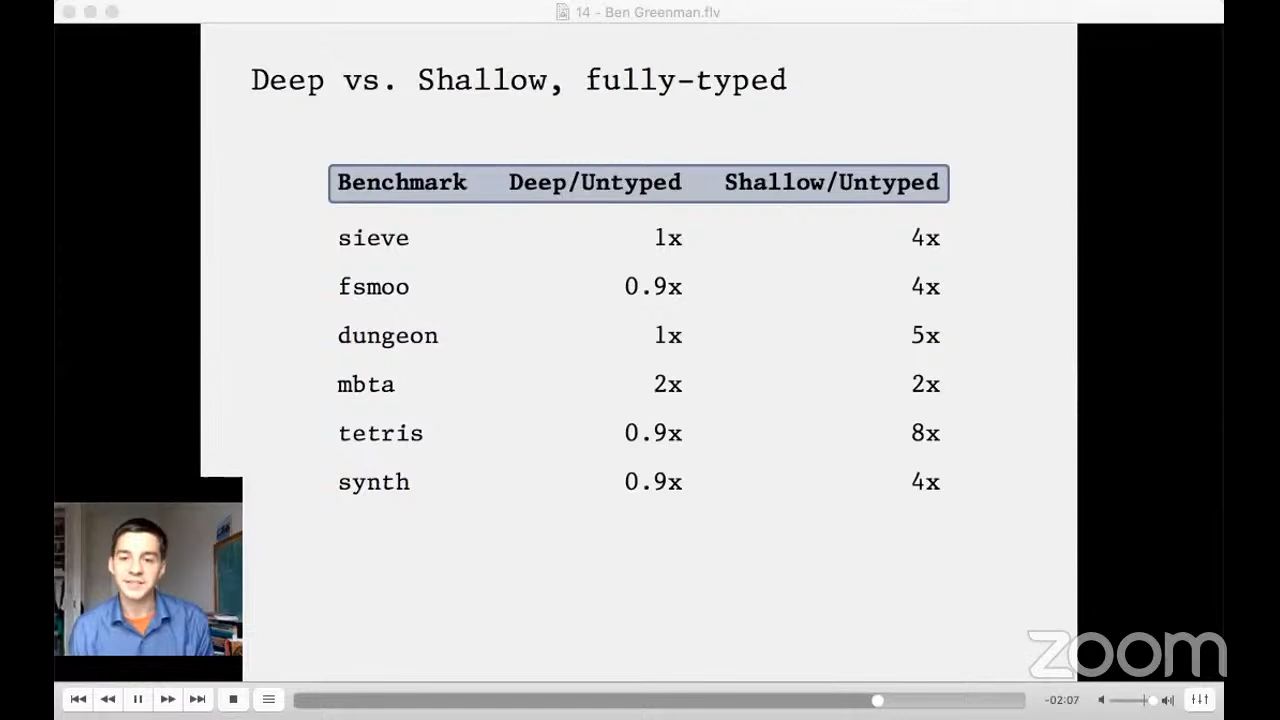 14 - Ben Greenman.flv
Deep vs. Shallow, fully-typed
Benchmark Deep/Untyped Shallow/Untyped
sieve 1x 4x
fsmoo 0.9x 4x
dungeon 1x 5x
mbta 2x 2x
tetris 0.9x 8x
synth 0.9x 4x
zoom
-02:07